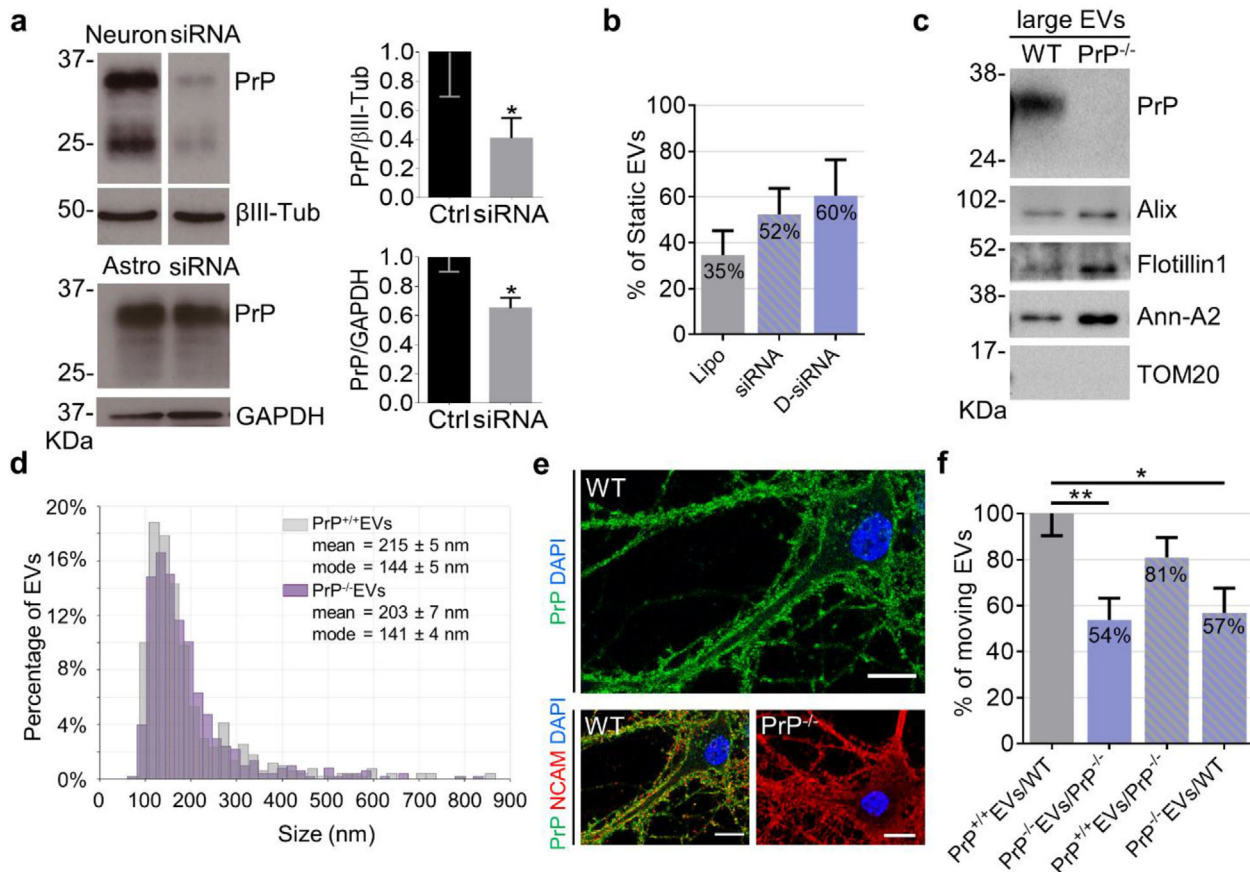 a
Neuron siRNA
37-
PrP
25-
50-
βIII-Tub
Astro siRNA
37-
PrP
25-
37-
GAPDH
KDa
PrP/βIII-Tub
1.0
0.8
0.6
0.4
0.2
0.0
*
Ctrl siRNA
PrP/GAPDH
1.0
0.8
0.6
0.4
0.2
0.0
*
Ctrl siRNA
b
% of Static EVs
100
80
60
40
20
0
35%
52%
60%
Lipo
siRNA
D-siRNA
c
large EVs
WT PrP-/-
38-
PrP
24-
102-
Alix
52-
Flotillin1
38-
Ann-A2
17-
TOM20
KDa
d
Percentage of EVs
20%
16%
12%
8%
4%
0%
PrP+/+EVs
mean = 215 ± 5 nm
mode = 144 ± 5 nm
PrP-/-EVs
mean = 203 ± 7 nm
mode = 141 ± 4 nm
0 100 200 300 400 500 600 700 800 900
Size (nm)
e
PrP DAPI
WT
PrP NCAM DAPI
WT
PrP-/-
f
% of moving EVs
*
**
100
80
60
40
20
0
54%
81%
57%
PrP+/+EVs/WT
PrP-/-EVs/PrP-/-
PrP+/+EVs/PrP-/-
PrP-/-EVs/WT